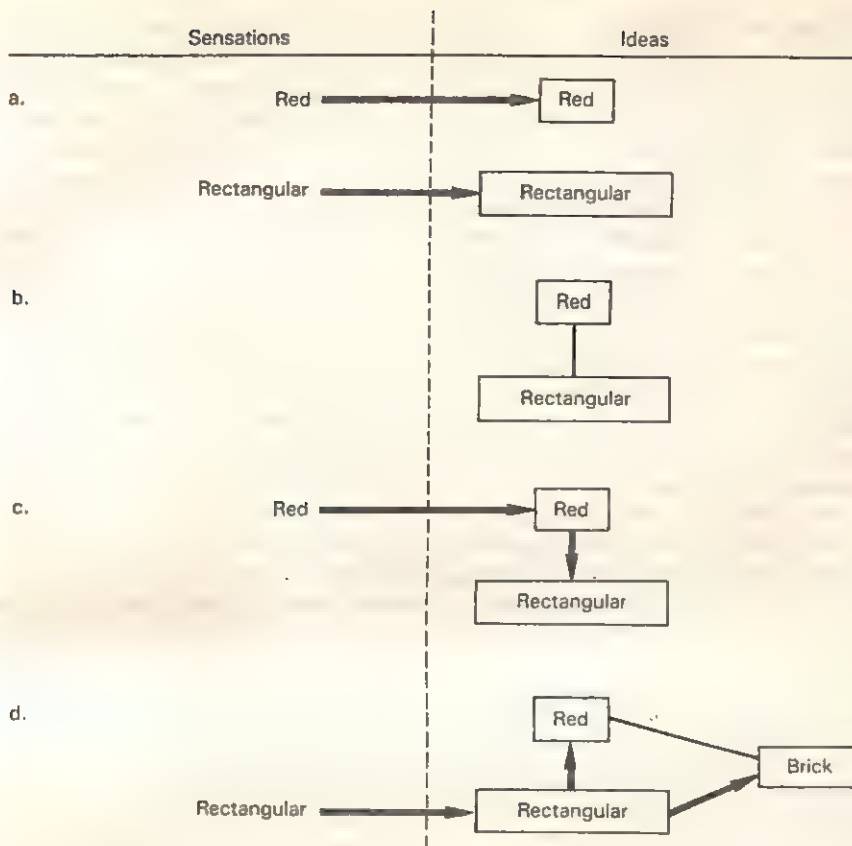 Sensations Ideas
a. Red Red
Rectangular Rectangular
b. Red
Rectangular
c. Red Red
Rectangular
d. Red
Brick
Rectangular Rectangular